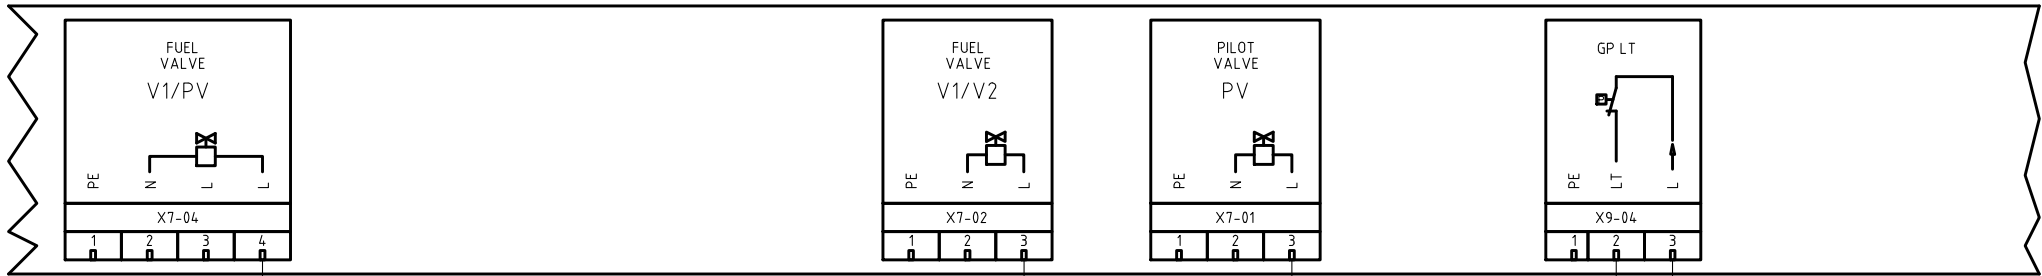 FUEL
VALVE
V1/PV
PE N L L
X7-04
1 2 3 4
FUEL
VALVE
V1/V2
PE N L
X7-02
1 2 3
PILOT
VALVE
PV
PE N L
X7-01
1 2 3
GP LT
P
PE LT L
X9-04
1 2 3